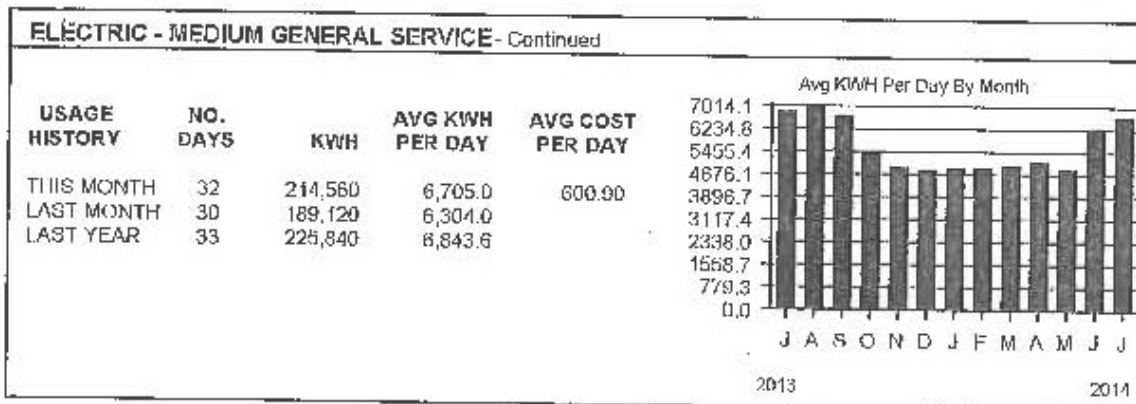 ELECTRIC - MEDIUM GENERAL SERVICE- Continued
USAGE HISTORY NO. DAYS KWH AVG KWH PER DAY AVG COST PER DAY
THIS MONTH 32 214,560 6,705.0 600.90
LAST MONTH 30 189,120 6,304.0
LAST YEAR 33 225,840 6,843.6
Avg KWH Per Day By Month
7014.1
6234.8
5455.4
4676.1
3896.7
3117.4
2338.0
1558.7
779.3
0.0
J A S O N D J F M A M J J
2013 2014